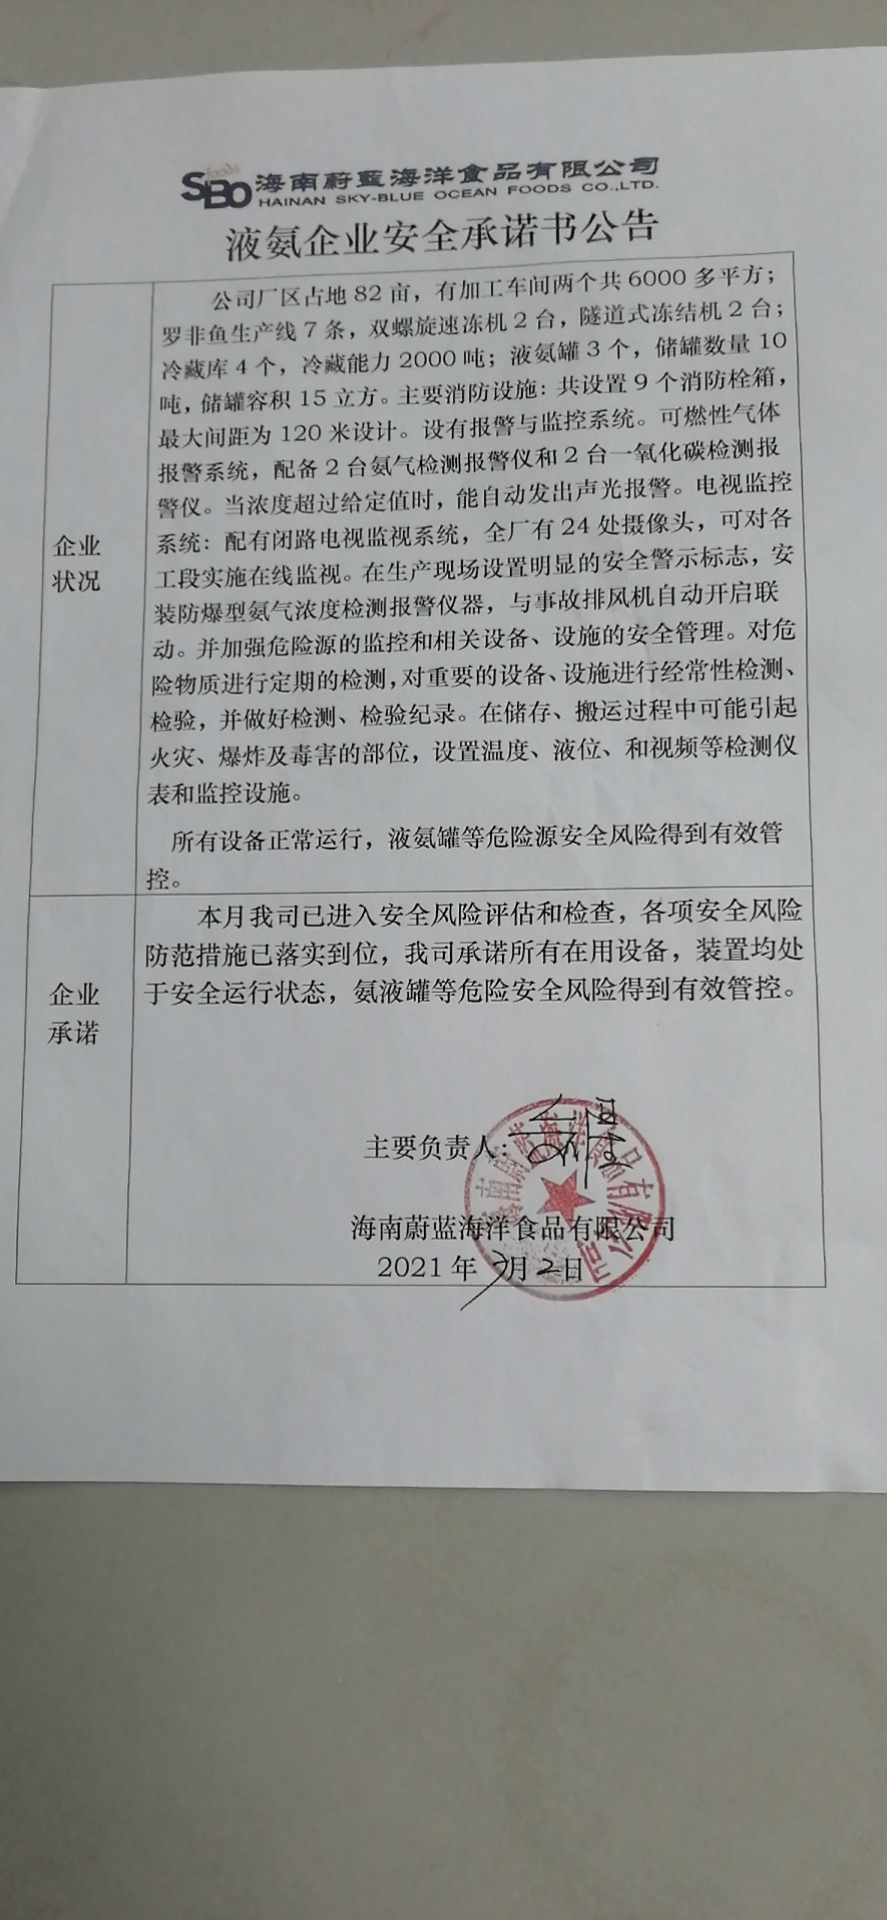 SBO 海南蔚蓝海洋食品有限公司
HAINAN SKY-BLUE OCEAN FOODS CO.,LTD.
液氨企业安全承诺书公告
企业
状况
公司厂区占地 82 亩，有加工车间两个共 6000 多平方；
罗非鱼生产线 7 条，双螺旋速冻机 2 台，隧道式冻结机 2 台；
冷藏库 4 个，冷藏能力 2000 吨；液氨罐 3 个，储罐数量 10
吨，储罐容积 15 立方。主要消防设施：共设置 9 个消防栓箱，
最大间距为 120 米设计。设有报警与监控系统。可燃性气体
报警系统，配备 2 台氨气检测报警仪和 2 台一氧化碳检测报
警仪。当浓度超过给定值时，能自动发出声光报警。电视监控
系统：配有闭路电视监视系统，全厂有 24 处摄像头，可对各
工段实施在线监视。在生产现场设置明显的安全警示标志，安
装防爆型氨气浓度检测报警仪器，与事故排风机自动开启联
动。并加强危险源的监控和相关设备、设施的安全管理。对危
险物质进行定期的检测，对重要的设备、设施进行经常性检测、
检验，并做好检测、检验纪录。在储存、搬运过程中可能引起
火灾、爆炸及毒害的部位，设置温度、液位、和视频等检测仪
表和监控设施。
所有设备正常运行，液氨罐等危险源安全风险得到有效管
控。
企业
承诺
本月我司已进入安全风险评估和检查，各项安全风险
防范措施已落实到位，我司承诺所有在用设备，装置均处
于安全运行状态，氨液罐等危险安全风险得到有效管控。
主要负责人：
海南蔚蓝海洋食品有限公司
2021 年 月 2 日
海南蔚蓝海洋食品有限公司